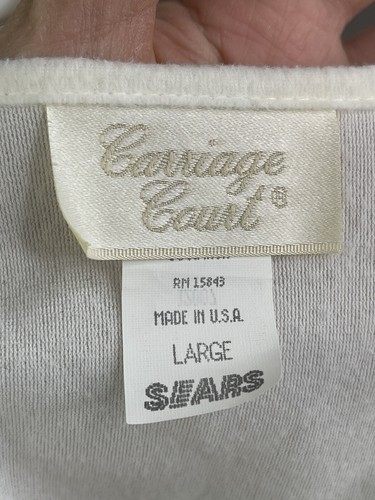 Carriage
Court®
RN 15843
MADE IN U.S.A.
LARGE
SEARS